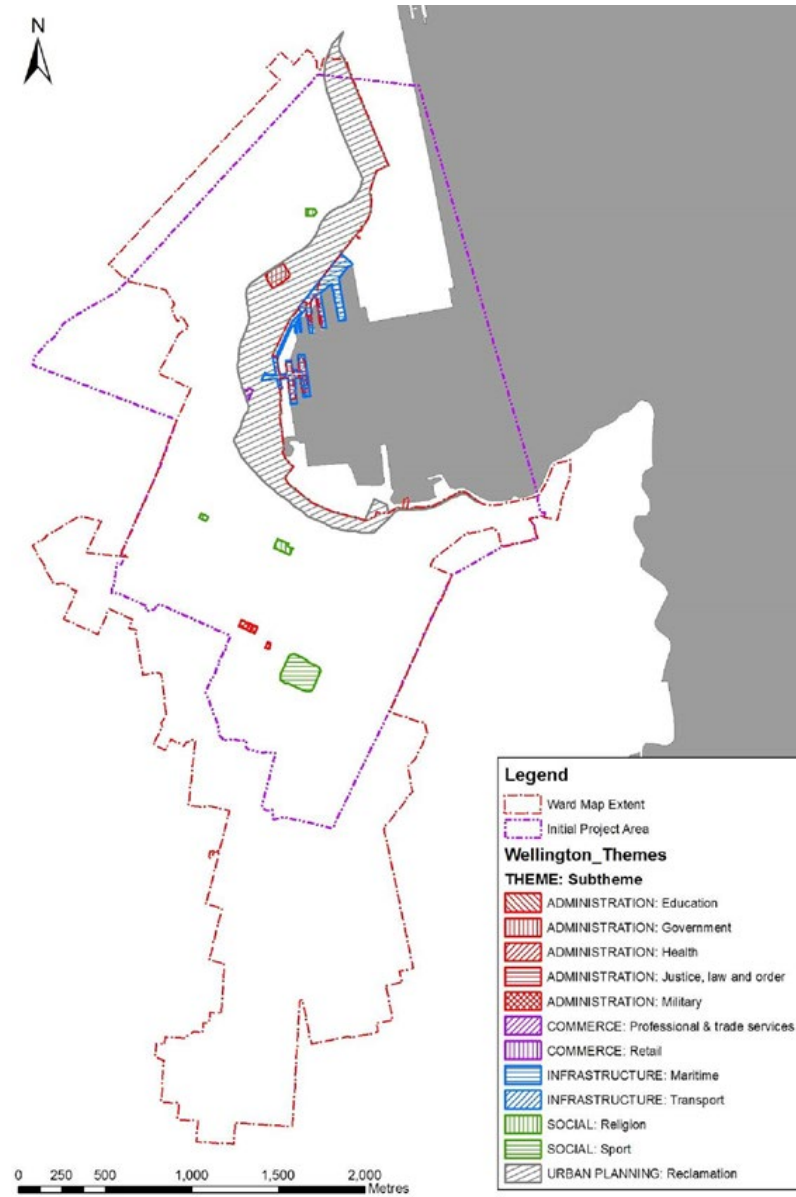 N
Legend
Ward Map Extent
Initial Project Area
Wellington_Themes
THEME: Subtheme
ADMINISTRATION: Education
ADMINISTRATION: Government
ADMINISTRATION: Health
ADMINISTRATION: Justice, law and order
ADMINISTRATION: Military
COMMERCE: Professional & trade services
COMMERCE: Retail
INFRASTRUCTURE: Maritime
INFRASTRUCTURE: Transport
SOCIAL: Religion
SOCIAL: Sport
URBAN PLANNING: Reclamation
0 250 500 1,000 1,500 2,000
Metres